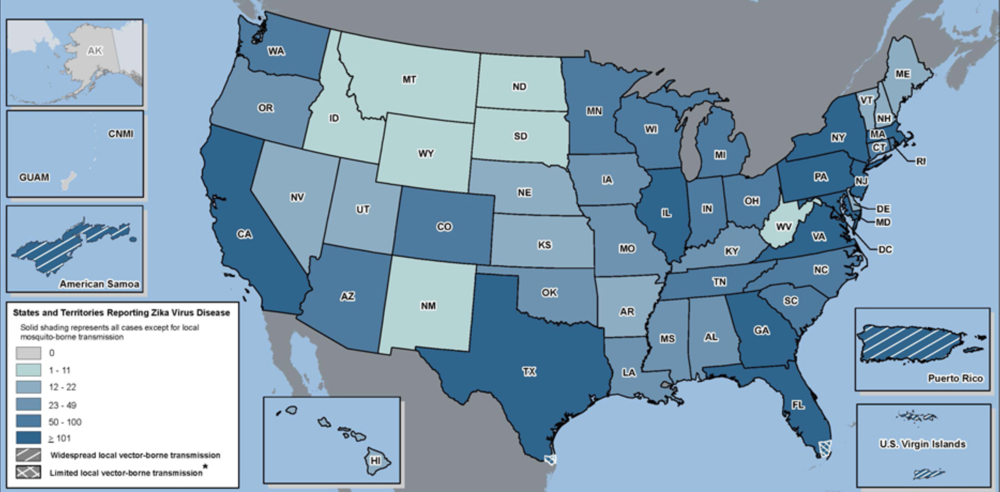 AK
CNMI
GUAM
American Samoa
States and Territories Reporting Zika Virus Disease
Solid shading represents all cases except for local
mosquito-borne transmission
0
1 - 11
12 - 22
23 - 49
50 - 100
≥ 101
Widespread local vector-borne transmission
Limited local vector-borne transmission*
WA
MT
ND
OR
ID
MN
SD
WY
WI
MI
ME
VT
NH
NY
MA
CT
RI
PA
NJ
IA
NE
NV
UT
CO
CA
IL
IN
OH
WV
DE
MD
VA
DC
KS
MO
KY
NC
TN
SC
AZ
NM
OK
AR
MS
AL
GA
TX
LA
FL
HI
Puerto Rico
U.S. Virgin Islands